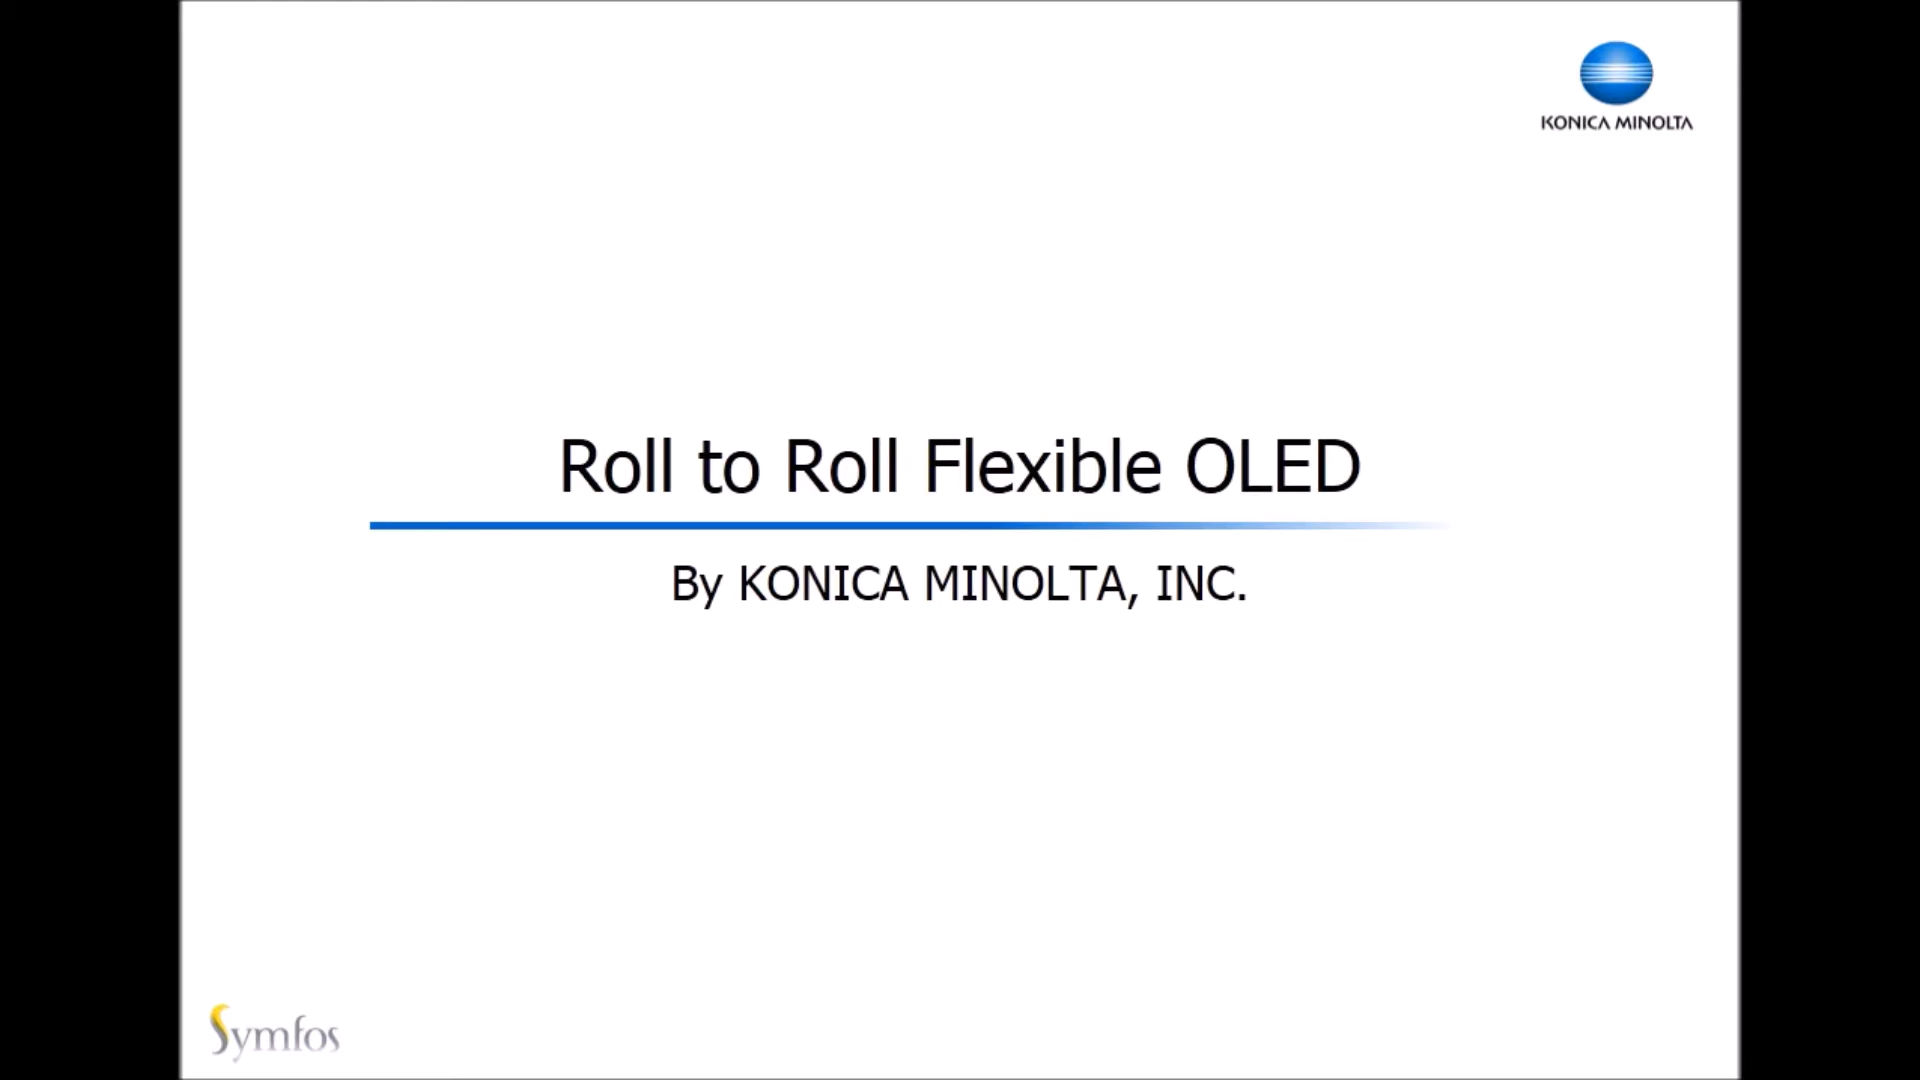 KONICA MINOLTA
Roll to Roll Flexible OLED
By KONICA MINOLTA, INC.
Symfos